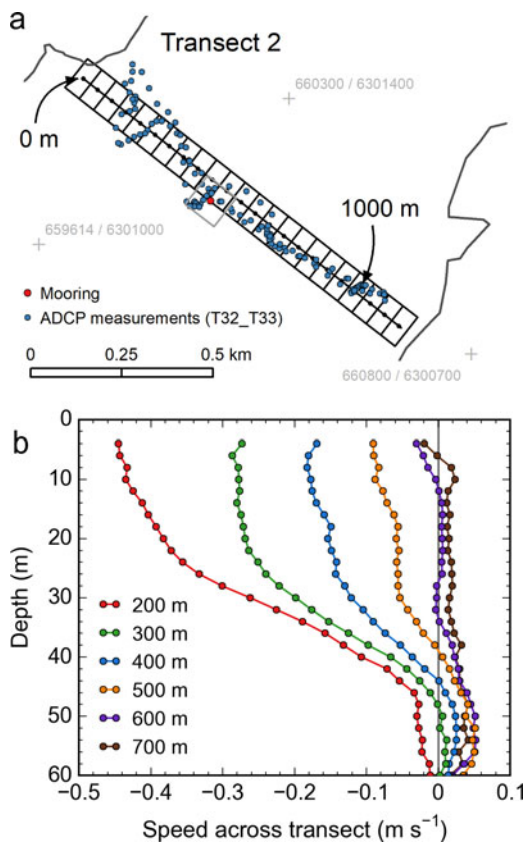 a
Transect 2
660300 / 6301400
0 m
1000 m
659614 / 6301000
Mooring
ADCP measurements (T32_T33)
0 0.25 0.5 km
660800 / 6300700
b
0
10
20
30
40
50
60
Depth (m)
200 m
300 m
400 m
500 m
600 m
700 m
−0.5 −0.4 −0.3 −0.2 −0.1 0 0.1
Speed across transect (m s⁻¹)